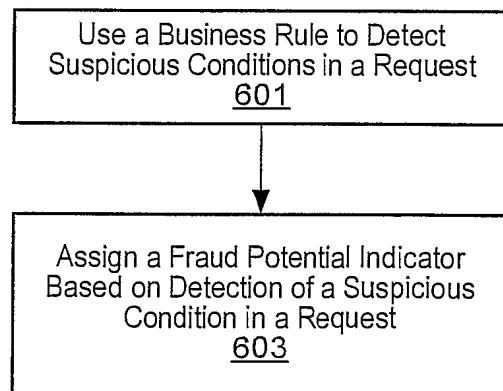 Use a Business Rule to Detect
Suspicious Conditions in a Request
601
Assign a Fraud Potential Indicator
Based on Detection of a Suspicious
Condition in a Request
603